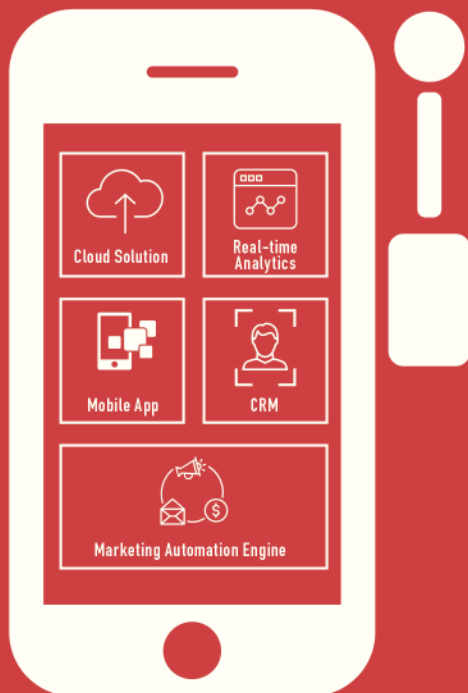 Cloud Solution
Real-time
Analytics
Mobile App
CRM
$
Marketing Automation Engine